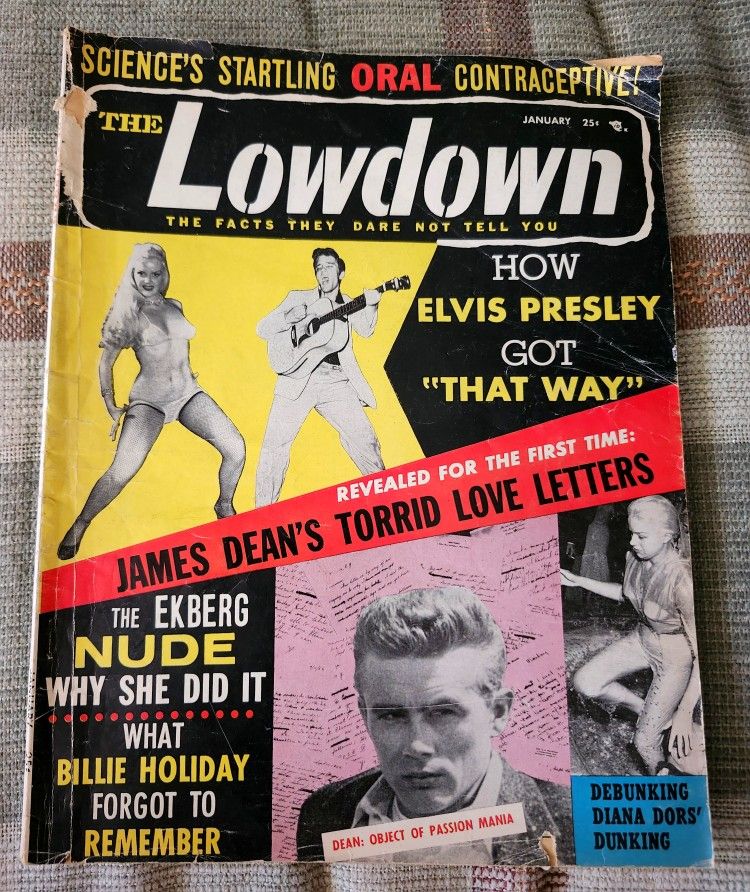 SCIENCE'S STARTLING ORAL CONTRACEPTIVE!
JANUARY 25¢
THE Lowdown
THE FACTS THEY DARE NOT TELL YOU
HOW
ELVIS PRESLEY
GOT
"THAT WAY"
REVEALED FOR THE FIRST TIME:
JAMES DEAN'S TORRID LOVE LETTERS
THE EKBERG
NUDE
WHY SHE DID IT
WHAT
BILLIE HOLIDAY
FORGOT TO
REMEMBER
DEAN: OBJECT OF PASSION MANIA
DEBUNKING
DIANA DORS'
DUNKING